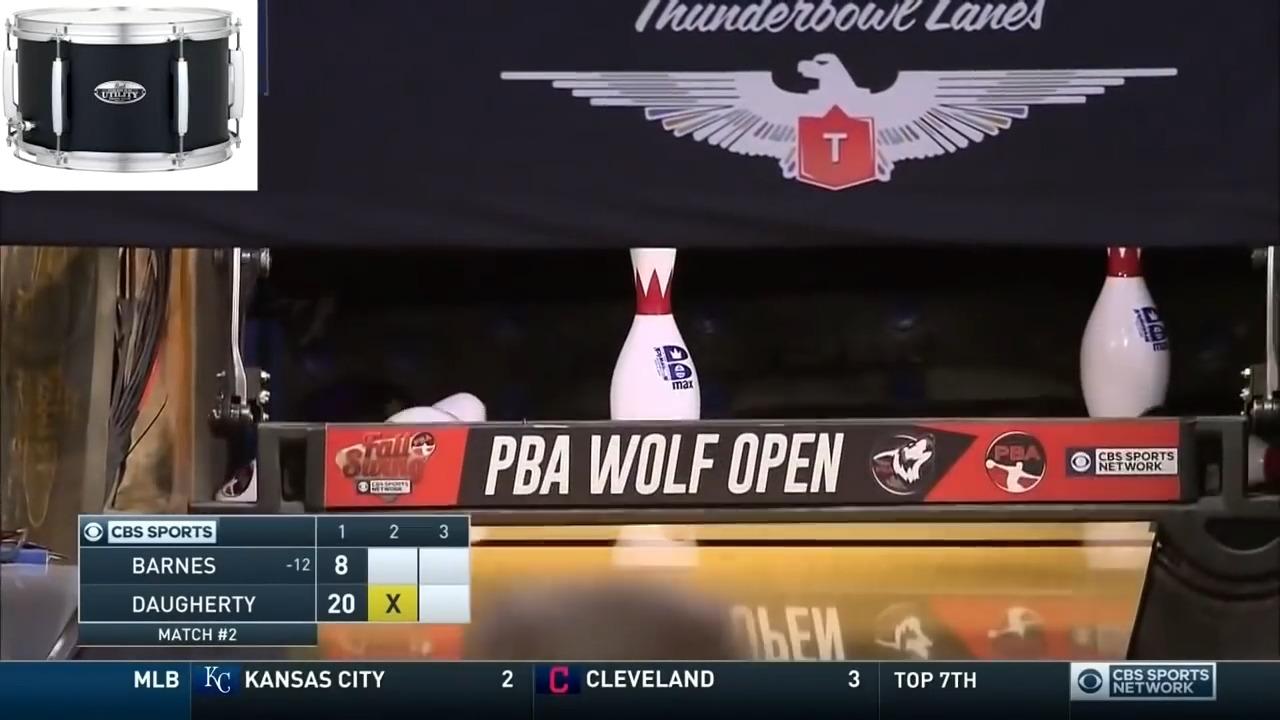 Thunderbowl Lanes
UTILITY
T
max
max
Fall
Swing
CBS SPORTS
NETWORK
PBA WOLF OPEN
PBA
CBS SPORTS
NETWORK
CBS SPORTS 1 2 3
BARNES -12 8
DAUGHERTY 20 X
MATCH #2
MLB KC KANSAS CITY 2 C CLEVELAND 3 TOP 7TH
CBS SPORTS
NETWORK